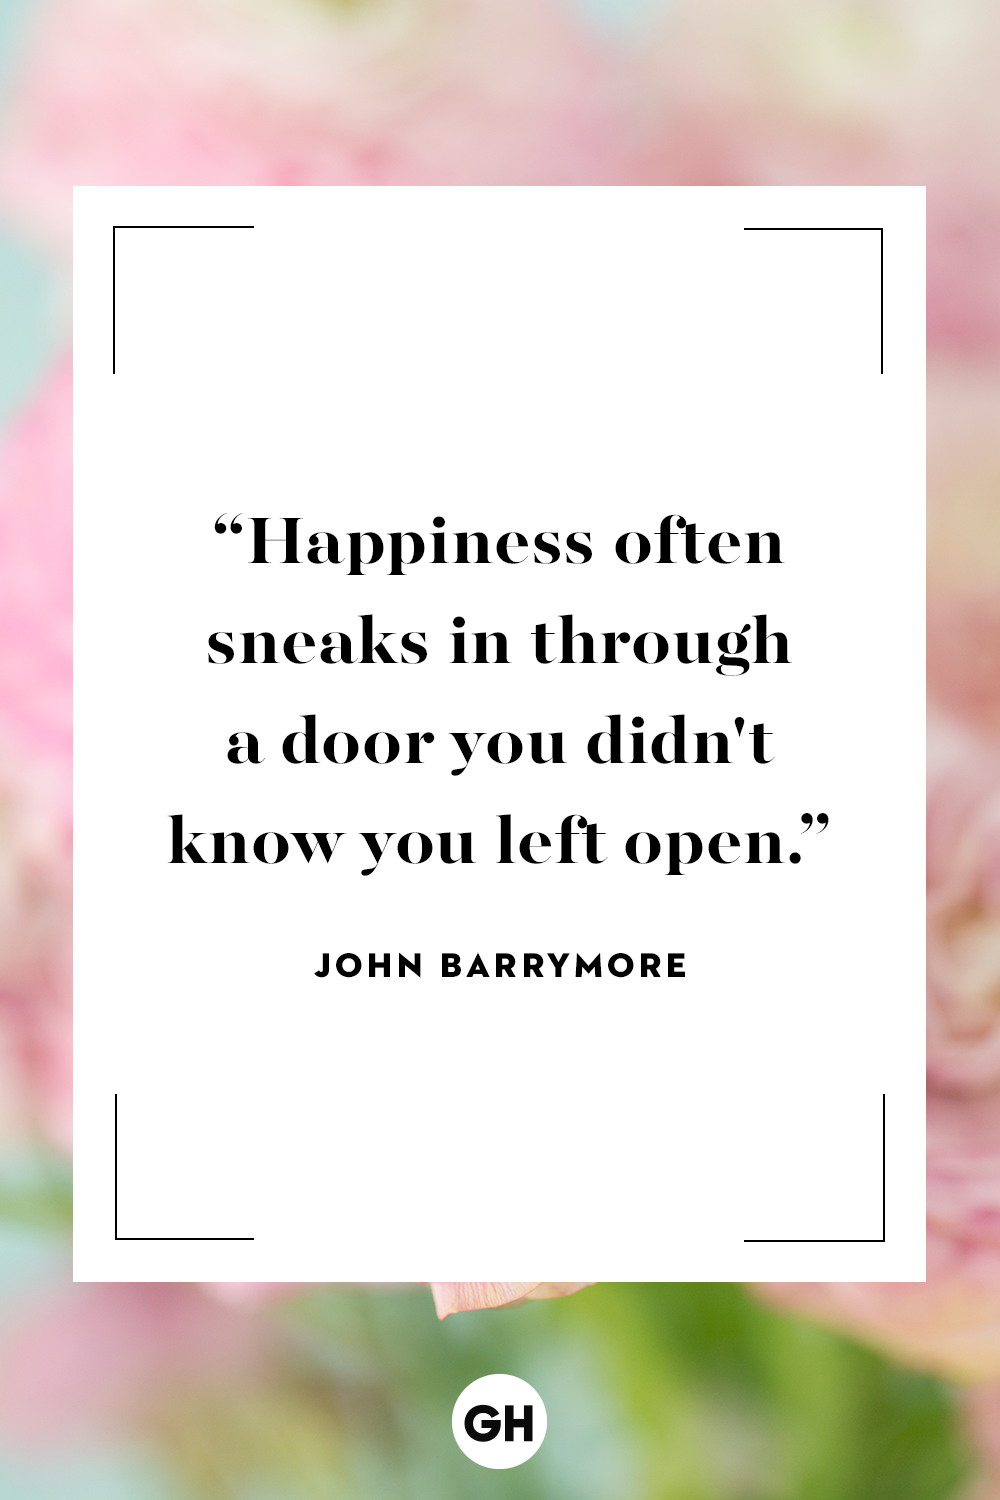 “Happiness often
sneaks in through
a door you didn't
know you left open.”
JOHN BARRYMORE
GH